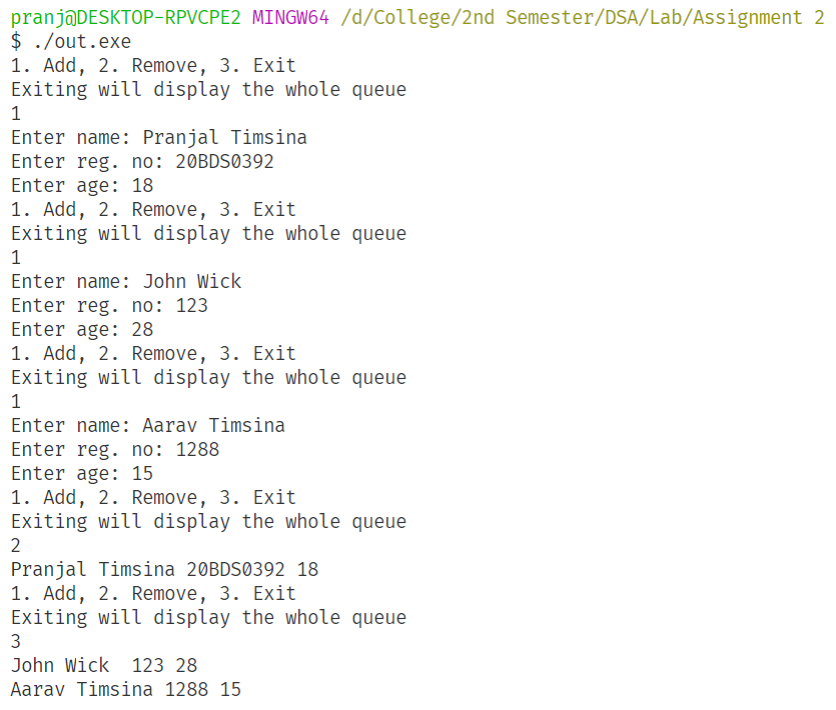 pranj@DESKTOP-RPVCPE2 MINGW64 /d/College/2nd Semester/DSA/Lab/Assignment 2
$ ./out.exe
1. Add, 2. Remove, 3. Exit
Exiting will display the whole queue
1
Enter name: Pranjal Timsina
Enter reg. no: 20BDS0392
Enter age: 18
1. Add, 2. Remove, 3. Exit
Exiting will display the whole queue
1
Enter name: John Wick
Enter reg. no: 123
Enter age: 28
1. Add, 2. Remove, 3. Exit
Exiting will display the whole queue
1
Enter name: Aarav Timsina
Enter reg. no: 1288
Enter age: 15
1. Add, 2. Remove, 3. Exit
Exiting will display the whole queue
2
Pranjal Timsina 20BDS0392 18
1. Add, 2. Remove, 3. Exit
Exiting will display the whole queue
3
John Wick  123 28
Aarav Timsina 1288 15